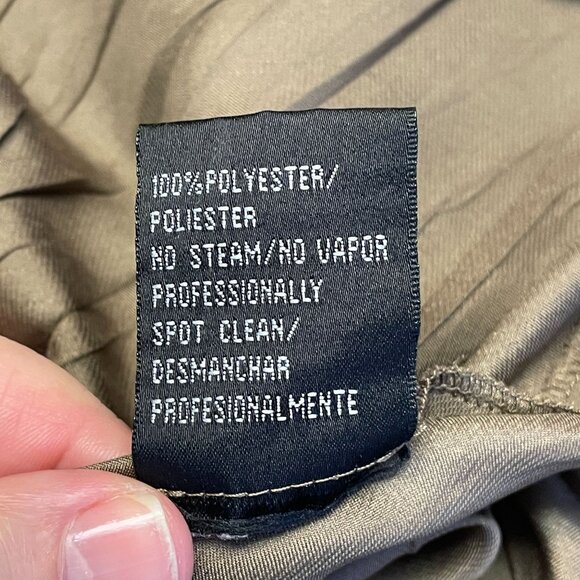 100%POLYESTER/
POLIESTER
NO STEAM/NO VAPOR
PROFESSIONALLY
SPOT CLEAN/
DESMANCHAR
PROFESIONALMENTE